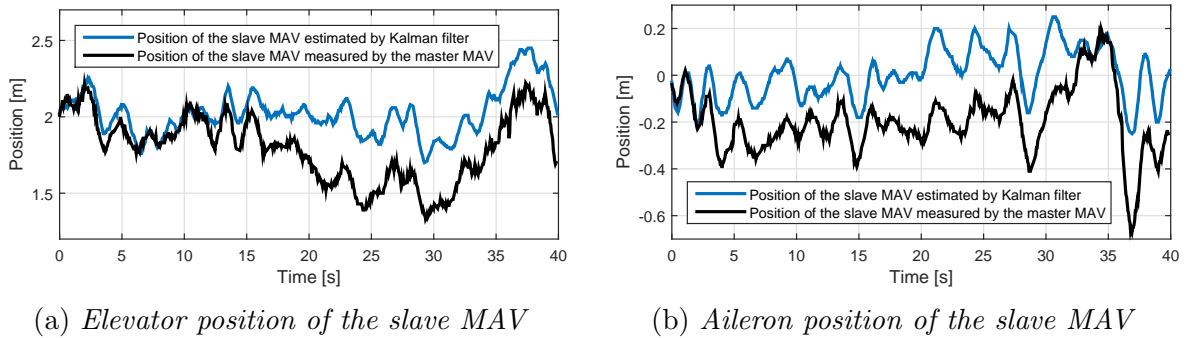 Position of the slave MAV estimated by Kalman filter
Position of the slave MAV measured by the master MAV
Position [m]
2.5
2
1.5
0 5 10 15 20 25 30 35 40
Time [s]
(a) Elevator position of the slave MAV
Position of the slave MAV estimated by Kalman filter
Position of the slave MAV measured by the master MAV
Position [m]
0.2
0
-0.2
-0.4
-0.6
0 5 10 15 20 25 30 35 40
Time [s]
(b) Aileron position of the slave MAV